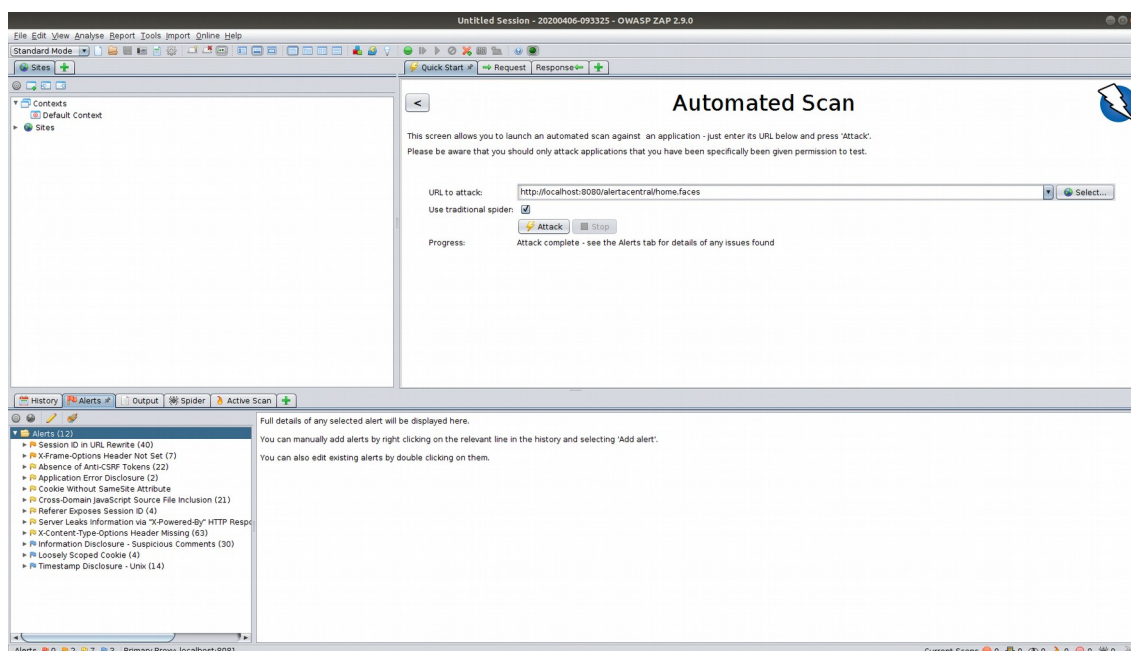 Untitled Session - 20200406-093325 - OWASP ZAP 2.9.0
File Edit View Analyse Report Tools Import Online Help
Standard Mode
Sites
Quick Start Request Response
Contexts
Default Context
Sites
<
Automated Scan
This screen allows you to launch an automated scan against an application - just enter its URL below and press 'Attack'.
Please be aware that you should only attack applications that you have been specifically been given permission to test.
URL to attack: http://localhost:8080/alertacentral/home.faces Select...
Use traditional spider:
Attack Stop
Progress: Attack complete - see the Alerts tab for details of any issues found
History Alerts Output Spider Active Scan
Alerts (12)
Session ID in URL Rewrite (40)
X-Frame-Options Header Not Set (7)
Absence of Anti-CSRF Tokens (22)
Application Error Disclosure (2)
Cookie Without SameSite Attribute
Cross-Domain JavaScript Source File Inclusion (21)
Referer Exposes Session ID (4)
Server Leaks Information via "X-Powered-By" HTTP Respo
X-Content-Type-Options Header Missing (63)
Information Disclosure - Suspicious Comments (30)
Loosely Scoped Cookie (4)
Timestamp Disclosure - Unix (14)
Full details of any selected alert will be displayed here.
You can manually add alerts by right clicking on the relevant line in the history and selecting 'Add alert'.
You can also edit existing alerts by double clicking on them.
Alerts 0 2 7 3 Primary Proxy: localhost:8081
Current Scans 0 0 0 0 0 0